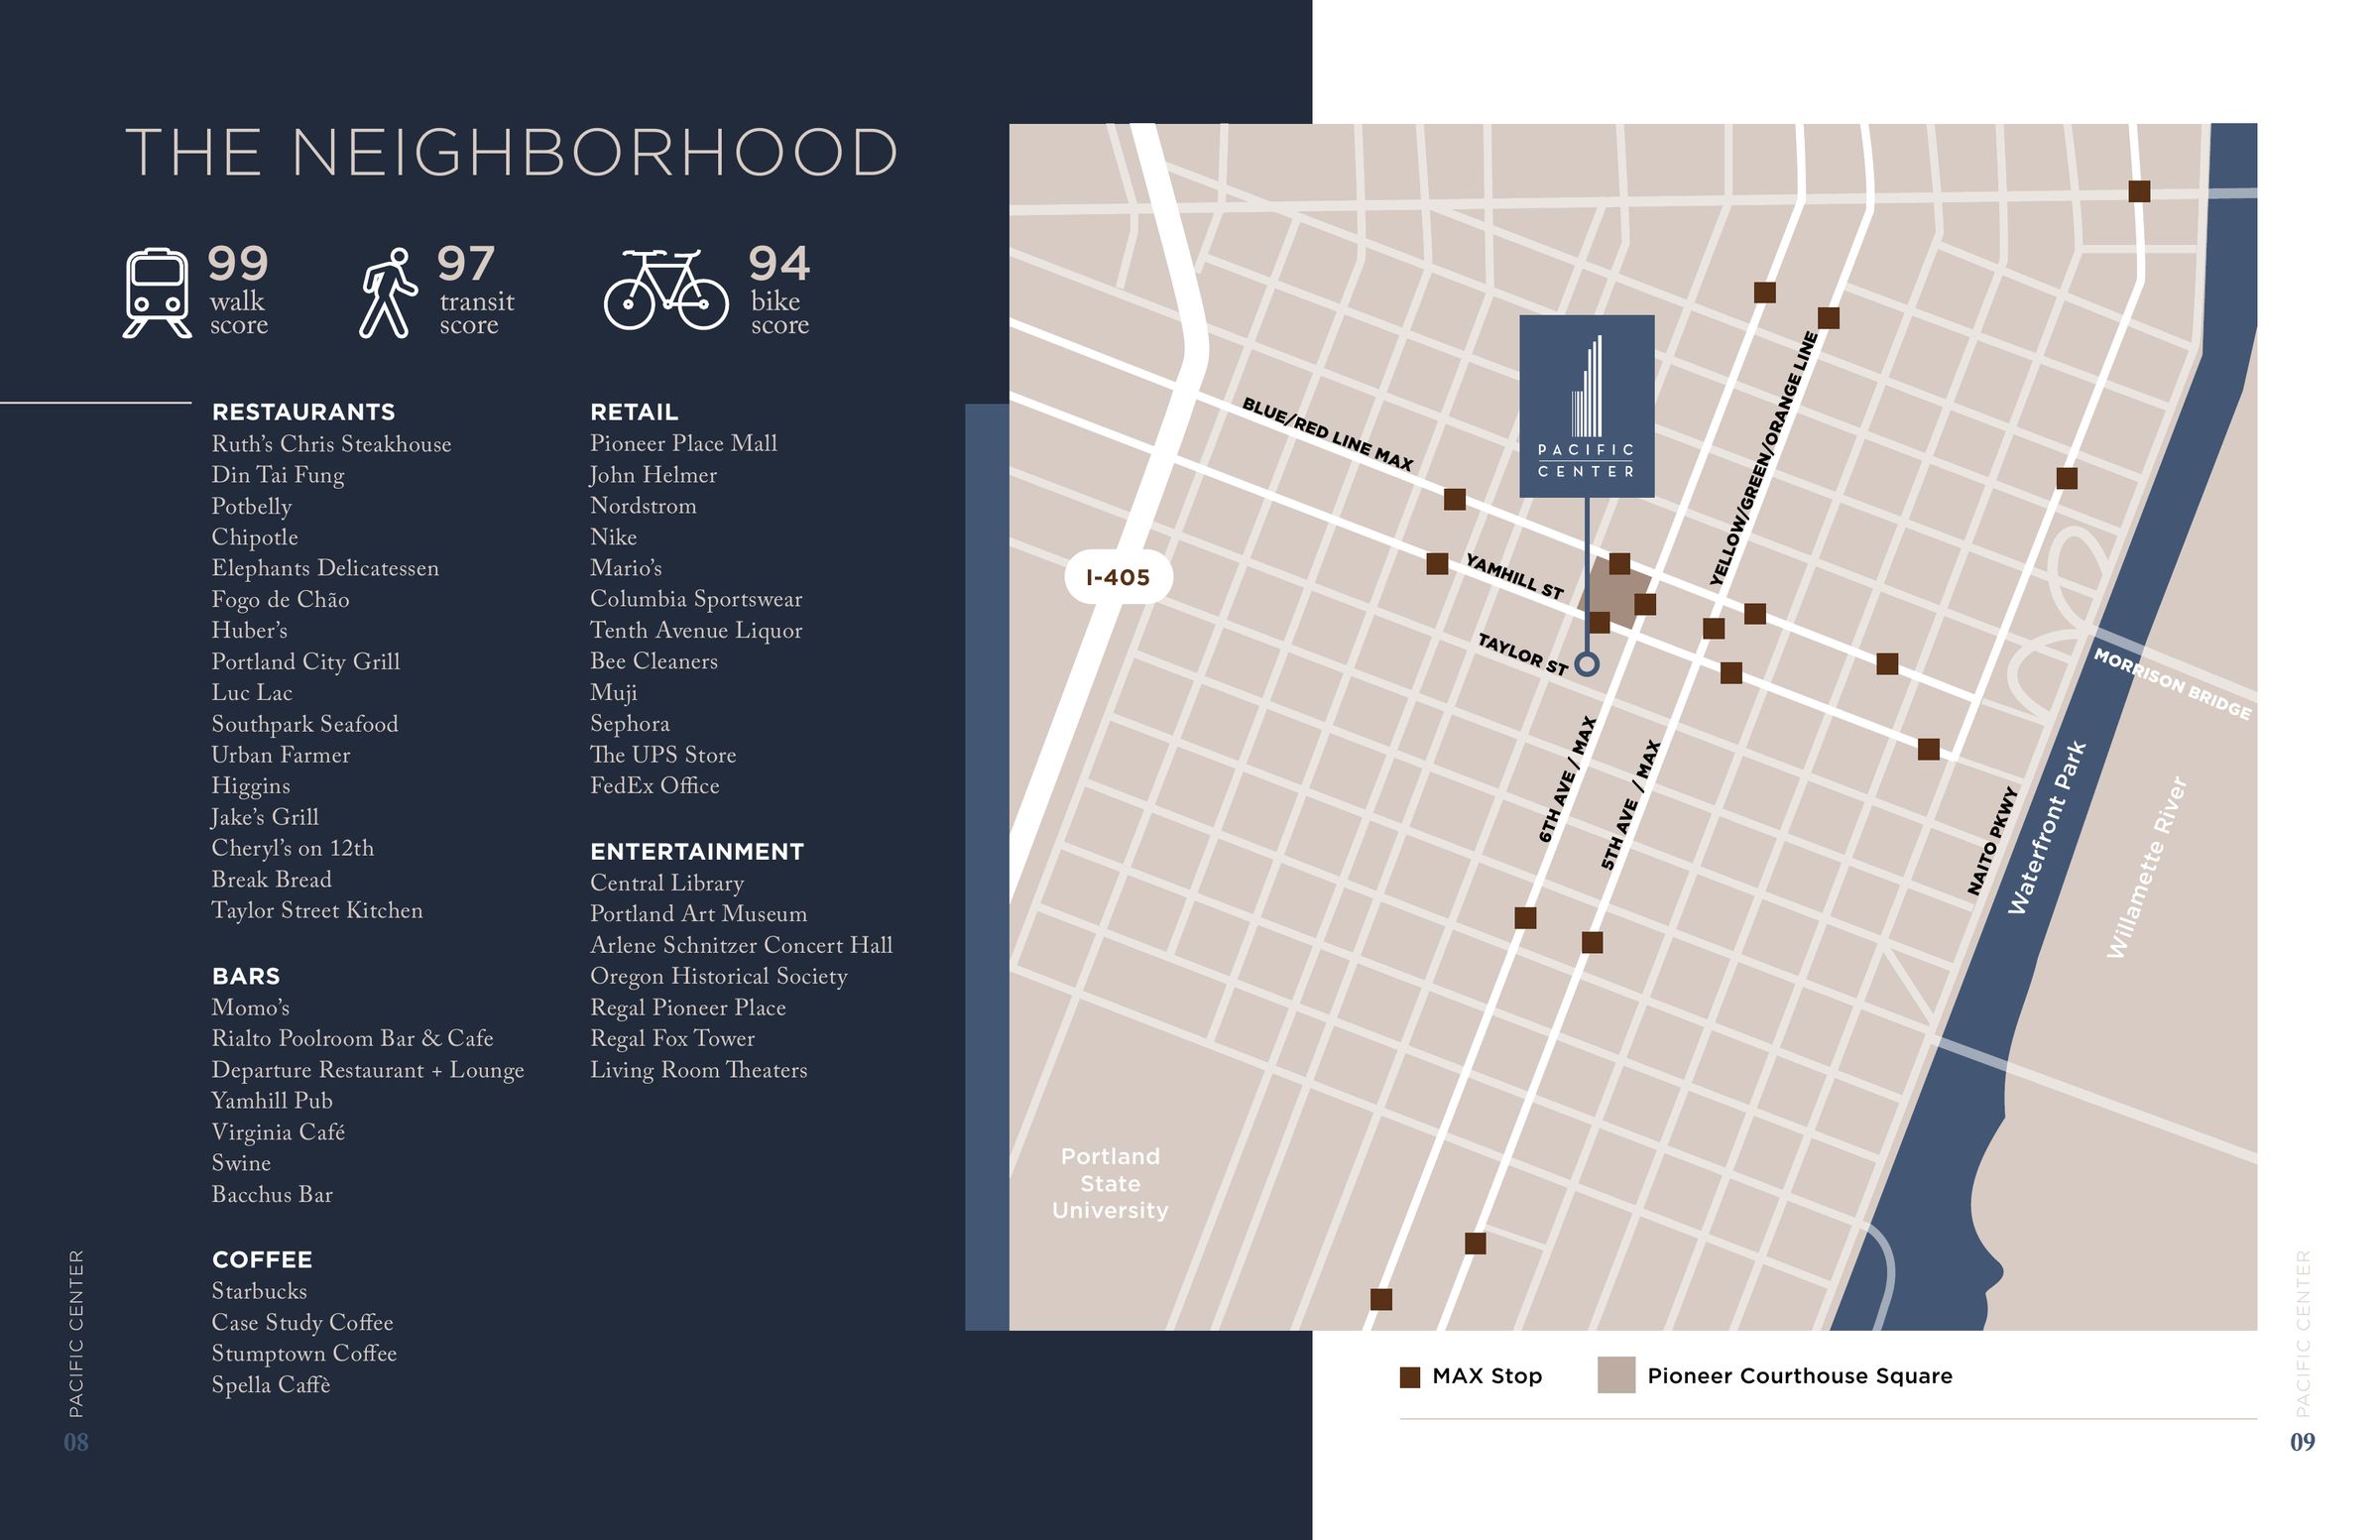 THE NEIGHBORHOOD
99
walk
score
97
transit
score
94
bike
score
RESTAURANTS
Ruth’s Chris Steakhouse
Din Tai Fung
Potbelly
Chipotle
Elephants Delicatessen
Fogo de Chão
Huber’s
Portland City Grill
Luc Lac
Southpark Seafood
Urban Farmer
Higgins
Jake’s Grill
Cheryl’s on 12th
Break Bread
Taylor Street Kitchen
BARS
Momo’s
Rialto Poolroom Bar & Cafe
Departure Restaurant + Lounge
Yamhill Pub
Virginia Café
Swine
Bacchus Bar
COFFEE
Starbucks
Case Study Coffee
Stumptown Coffee
Spella Caffè
RETAIL
Pioneer Place Mall
John Helmer
Nordstrom
Nike
Mario’s
Columbia Sportswear
Tenth Avenue Liquor
Bee Cleaners
Muji
Sephora
The UPS Store
FedEx Office
ENTERTAINMENT
Central Library
Portland Art Museum
Arlene Schnitzer Concert Hall
Oregon Historical Society
Regal Pioneer Place
Regal Fox Tower
Living Room Theaters
PACIFIC CENTER
08
BLUE/RED LINE MAX
PACIFIC
CENTER
YELLOW/GREEN/ORANGE LINE
I-405
YAMHILL ST
TAYLOR ST
MORRISON BRIDGE
6TH AVE / MAX
5TH AVE / MAX
NAITO PKWY
Waterfront Park
Willamette River
Portland
State
University
MAX Stop
Pioneer Courthouse Square
PACIFIC CENTER
09